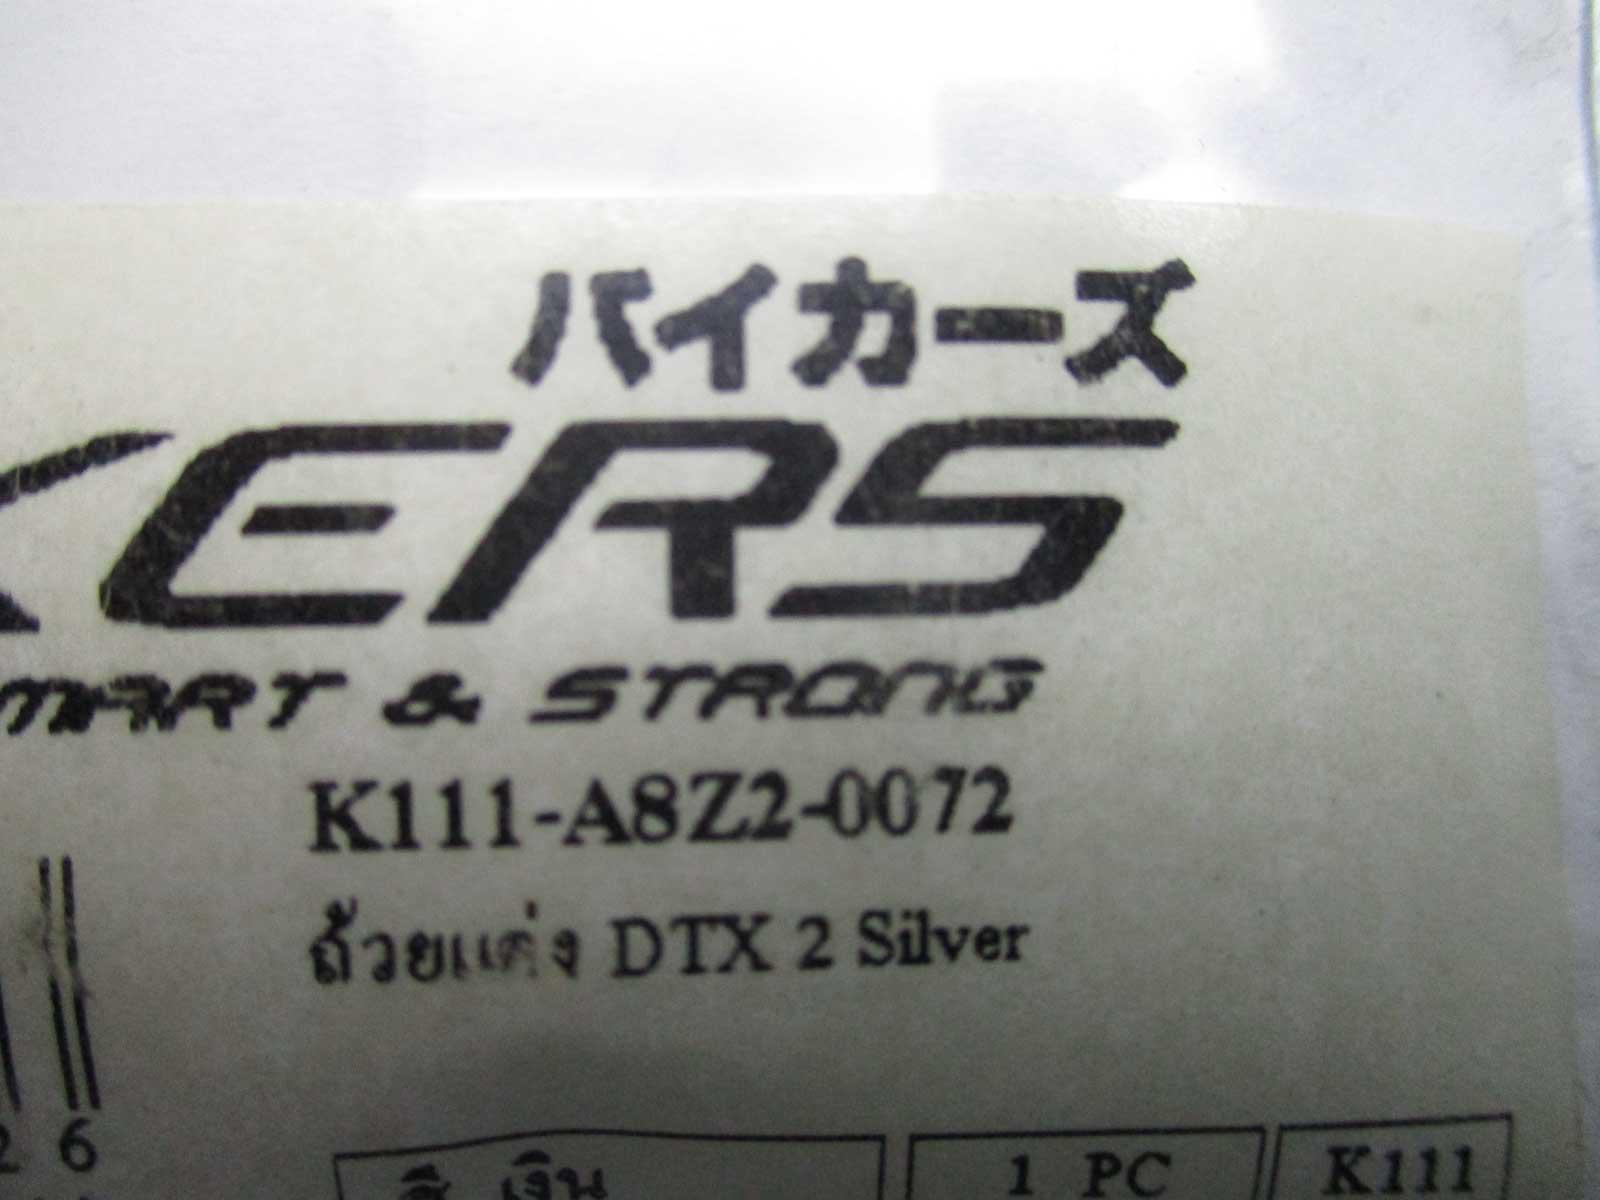 バイカーズ
KERS
MART & STRONG
K111-A8Z2-0072
ถ้วยแต่ง DTX 2 Silver
2 6
สี เงิน 1 PC K111